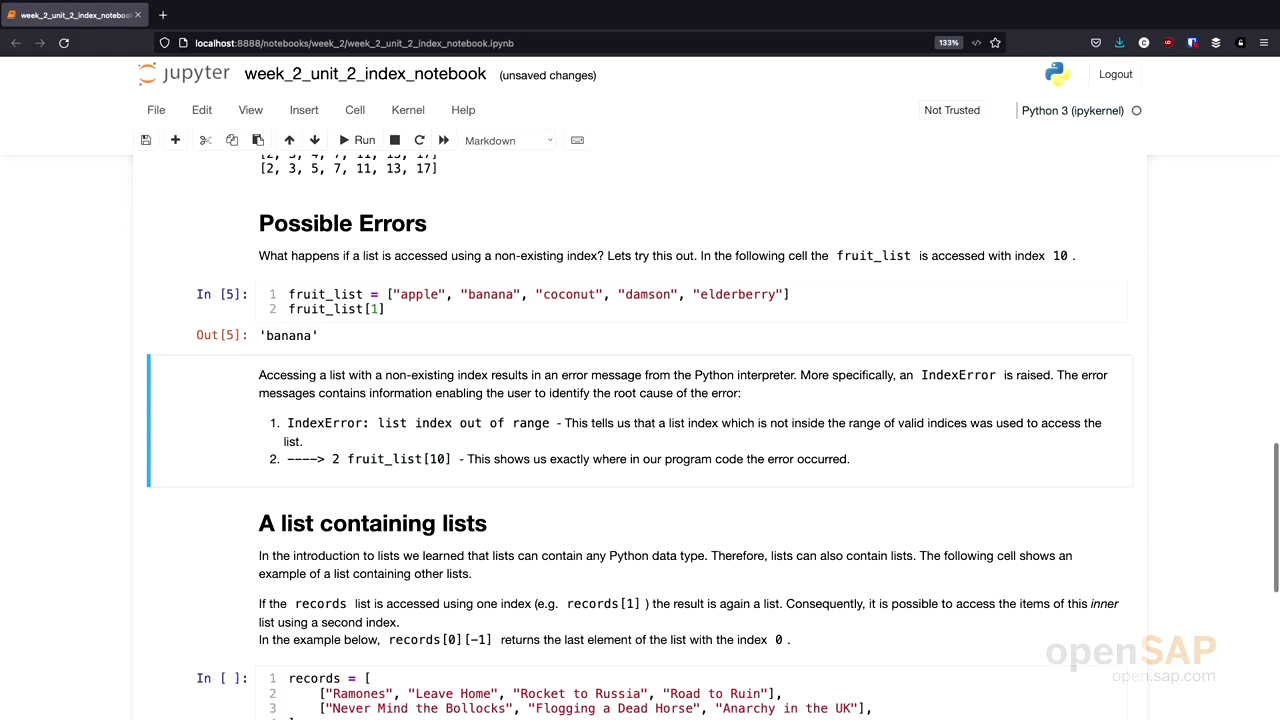 week_2_unit_2_index_notebook
localhost:8888/notebooks/week_2/week_2_unit_2_index_notebook.ipynb
133%
jupyter week_2_unit_2_index_notebook (unsaved changes)
Logout
File Edit View Insert Cell Kernel Help
Not Trusted Python 3 (ipykernel)
Run Markdown
[2, 3, 4, 7, 11, 13, 17]
[2, 3, 5, 7, 11, 13, 17]
Possible Errors
What happens if a list is accessed using a non-existing index? Lets try this out. In the following cell the fruit_list is accessed with index 10 .
In [5]: 1 fruit_list = ["apple", "banana", "coconut", "damson", "elderberry"]
2 fruit_list[1]
Out[5]: 'banana'
Accessing a list with a non-existing index results in an error message from the Python interpreter. More specifically, an IndexError is raised. The error
messages contains information enabling the user to identify the root cause of the error:
1. IndexError: list index out of range - This tells us that a list index which is not inside the range of valid indices was used to access the
list.
2. ----> 2 fruit_list[10] - This shows us exactly where in our program code the error occurred.
A list containing lists
In the introduction to lists we learned that lists can contain any Python data type. Therefore, lists can also contain lists. The following cell shows an
example of a list containing other lists.
If the records list is accessed using one index (e.g. records[1] ) the result is again a list. Consequently, it is possible to access the items of this inner
list using a second index.
In the example below, records[0][-1] returns the last element of the list with the index 0 .
openSAP
open.sap.com
In [ ]: 1 records = [
2 ["Ramones", "Leave Home", "Rocket to Russia", "Road to Ruin"],
3 ["Never Mind the Bollocks", "Flogging a Dead Horse", "Anarchy in the UK"],